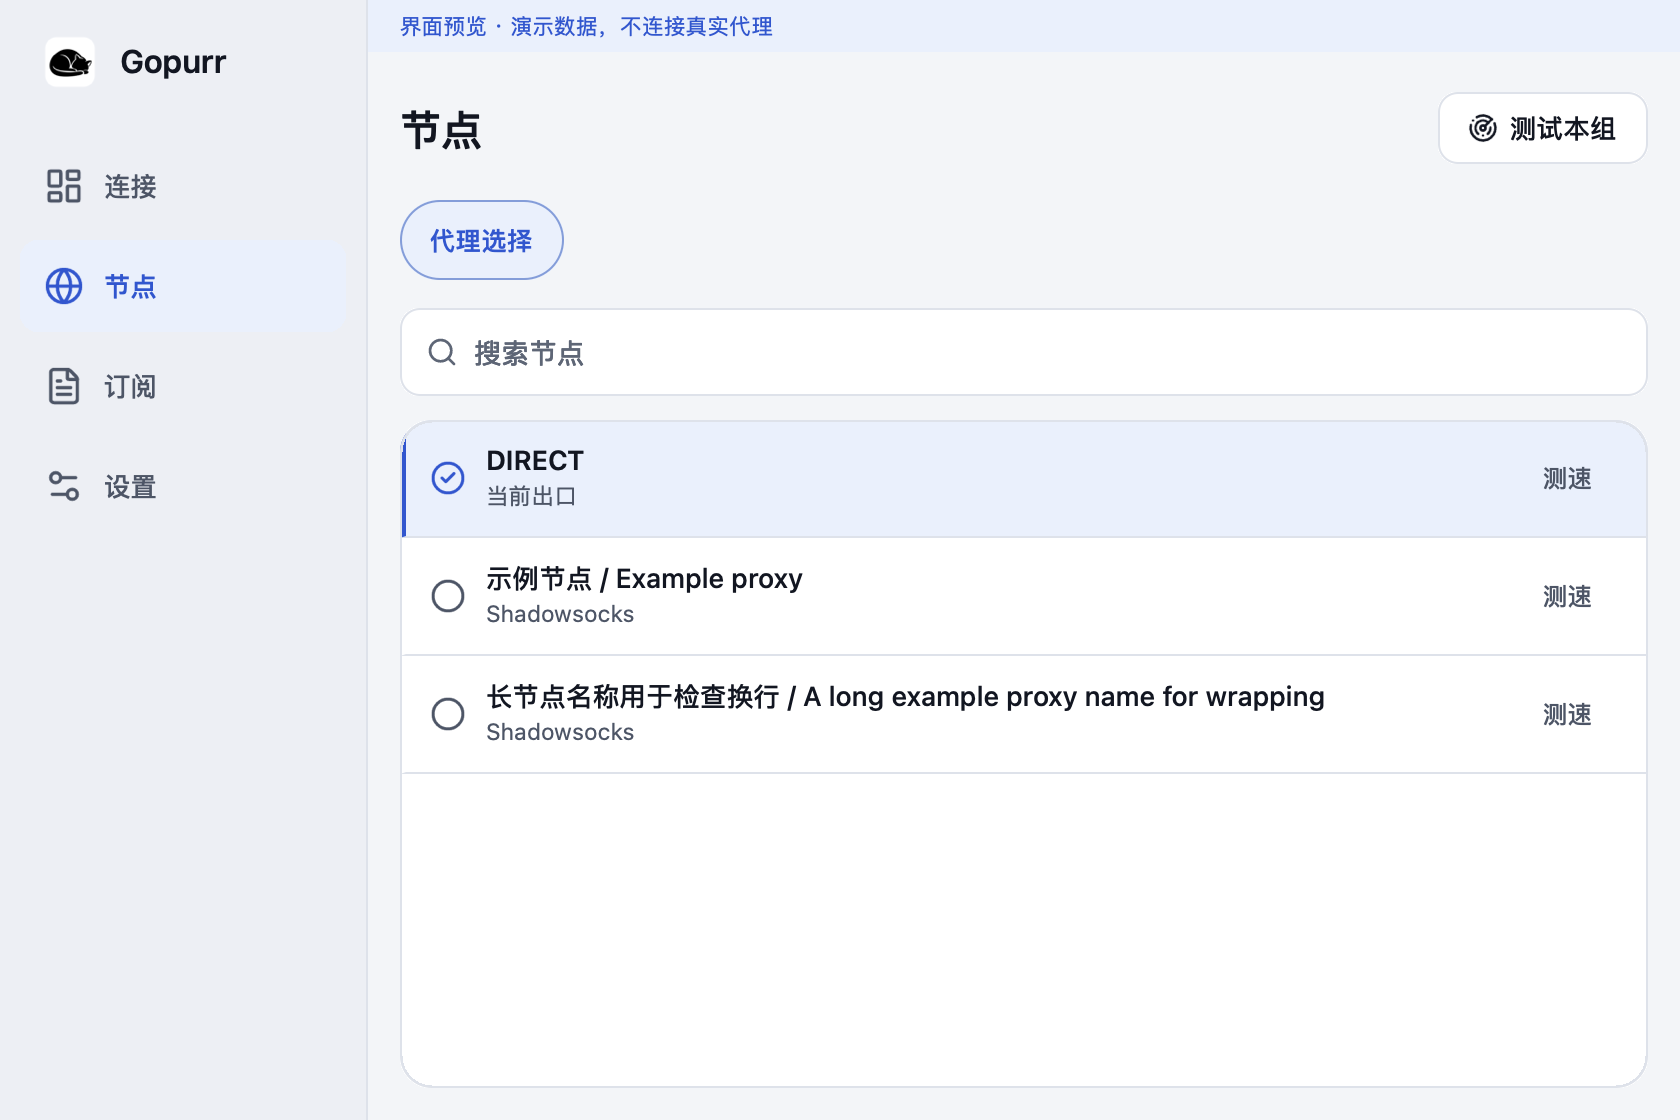 界面预览 · 演示数据，不连接真实代理
Gopurr
连接
节点
订阅
设置
节点
测试本组
代理选择
搜索节点
DIRECT
当前出口
测速
示例节点 / Example proxy
Shadowsocks
测速
长节点名称用于检查换行 / A long example proxy name for wrapping
Shadowsocks
测速